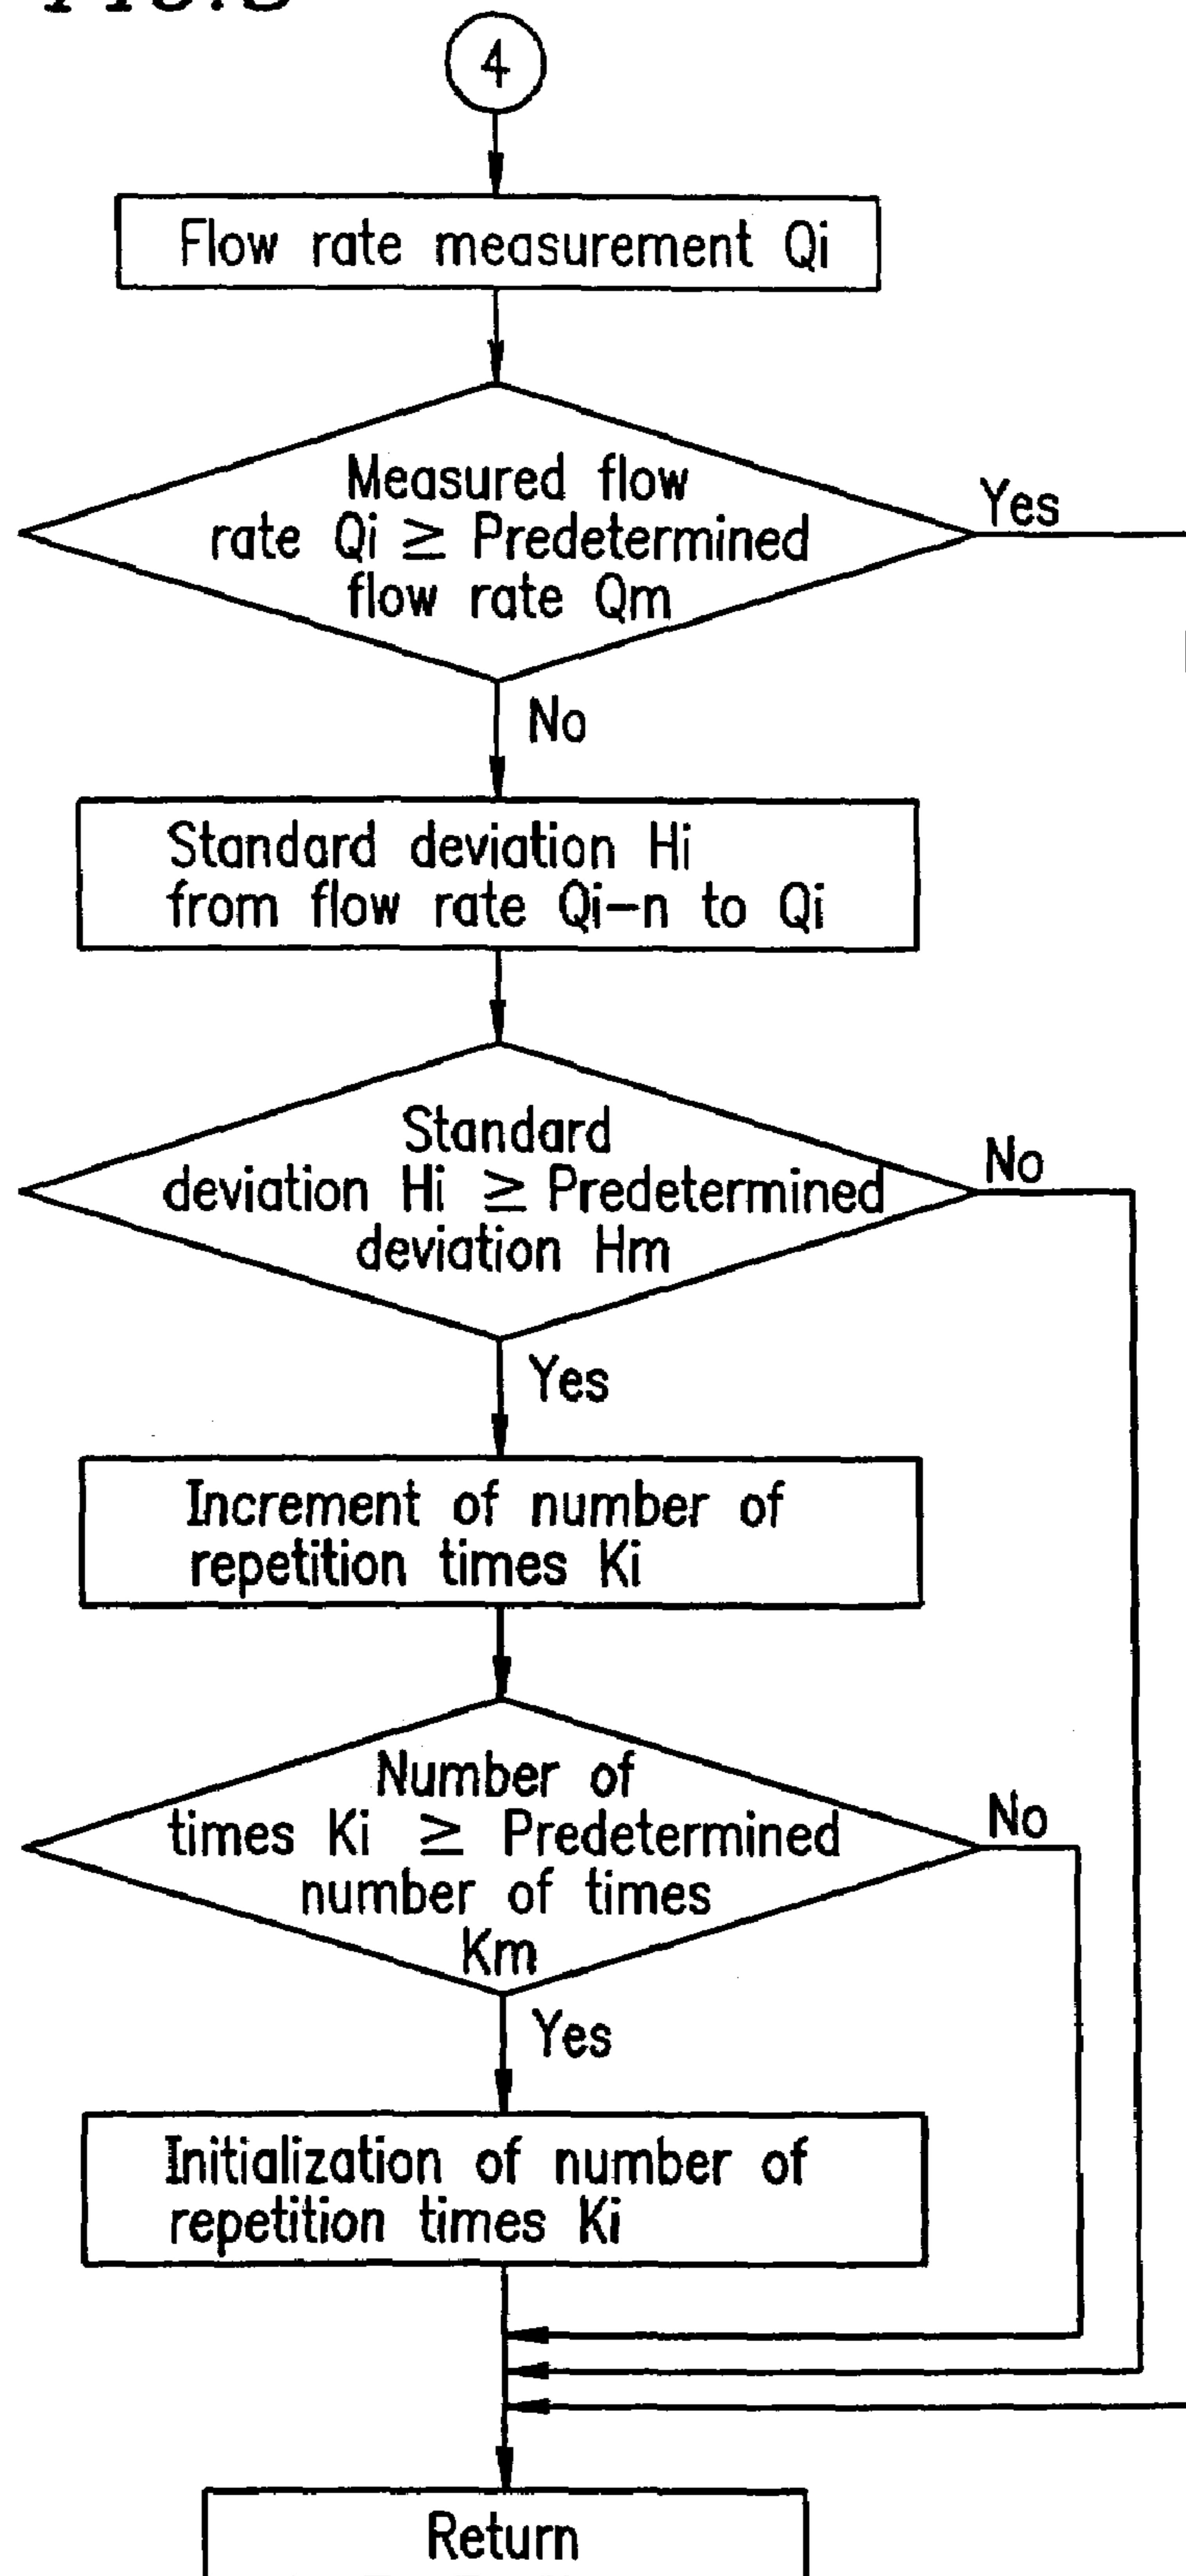 4
Flow rate measurement Qi
Measured flow
rate Qi ≥ Predetermined
flow rate Qm
Yes
No
Standard deviation Hi
from flow rate Qi-n to Qi
Standard
deviation Hi ≥ Predetermined
deviation Hm
No
Yes
Increment of number of
repetition times Ki
Number of
times Ki ≥ Predetermined
number of times
Km
No
Yes
Initialization of number of
repetition times Ki
Return